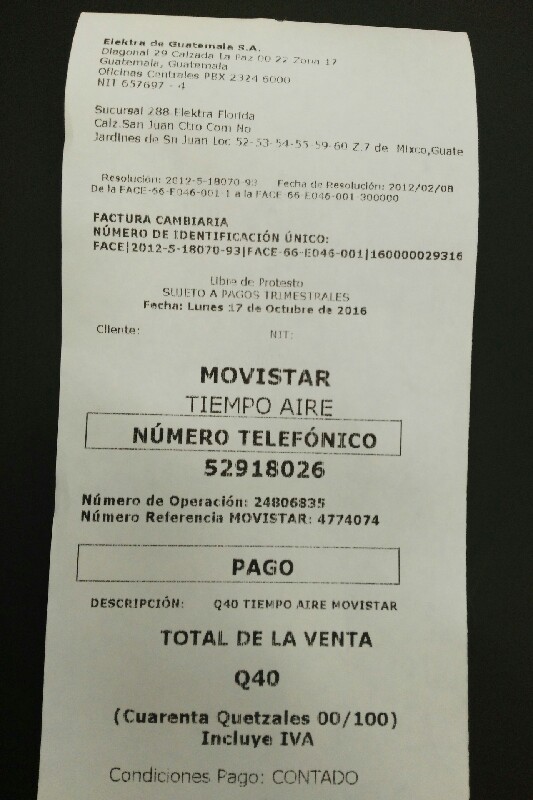 Elektra de Guatemala S.A.
Diagonal 29 Calzada La Paz 00 22 Zona 17
Guatemala, Guatemala
Oficinas Centrales PBX 2324 6000
NIT 657697 - 4
Sucursal 288 Elektra Florida
Calz.San Juan Ctro Com No
Jardines de Sn Juan Loc 52-53-54-55-59-60 Z.7 de Mixco,Guate
Resolución: 2012-5-18070-93 Fecha de Resolución: 2012/02/08
De la FACE-66-E046-001-1 a la FACE-66-E046-001-300000
FACTURA CAMBIARIA
NÚMERO DE IDENTIFICACIÓN ÚNICO:
FACE|2012-5-18070-93|FACE-66-E046-001|160000029316
Libre de Protesto
SUJETO A PAGOS TRIMESTRALES
Fecha: Lunes 17 de Octubre de 2016
Cliente: NIT:
MOVISTAR
TIEMPO AIRE
NÚMERO TELEFÓNICO
52918026
Número de Operación: 24806835
Número Referencia MOVISTAR: 4774074
PAGO
DESCRIPCIÓN: Q40 TIEMPO AIRE MOVISTAR
TOTAL DE LA VENTA
Q40
(Cuarenta Quetzales 00/100)
Incluye IVA
Condiciones Pago: CONTADO